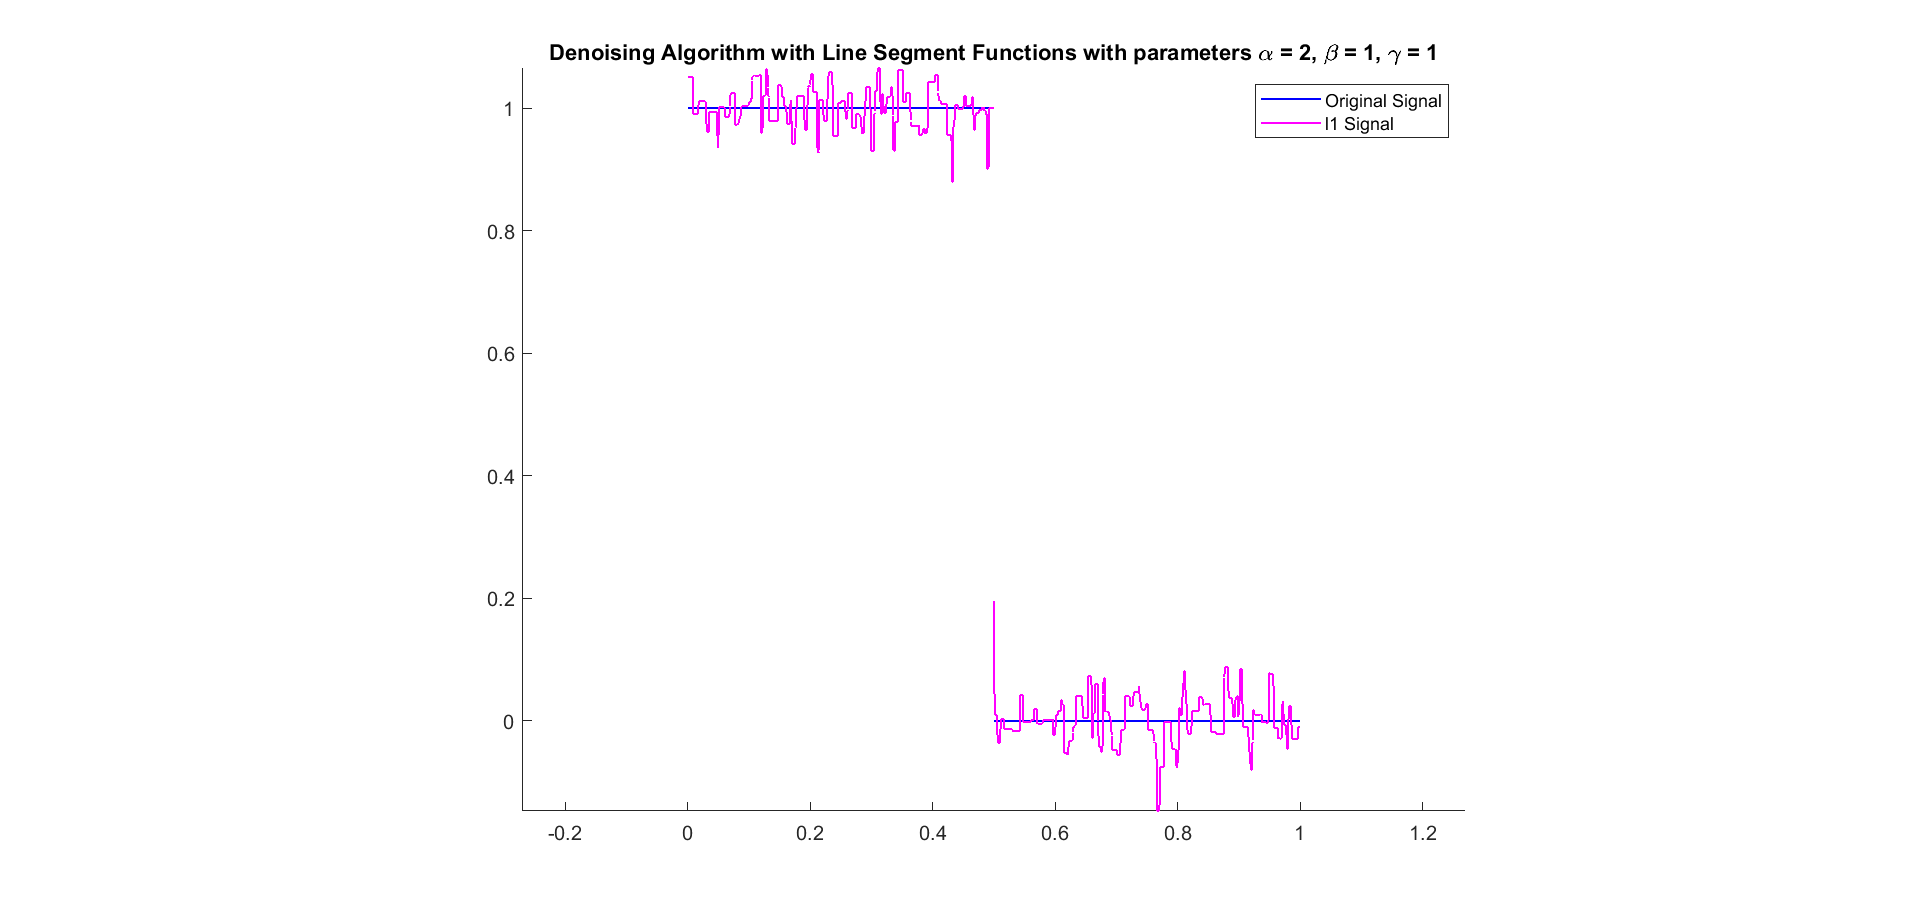 Denoising Algorithm with Line Segment Functions with parameters α = 2, β = 1, γ = 1
Original Signal
l1 Signal
1
0.8
0.6
0.4
0.2
0
-0.2 0 0.2 0.4 0.6 0.8 1 1.2